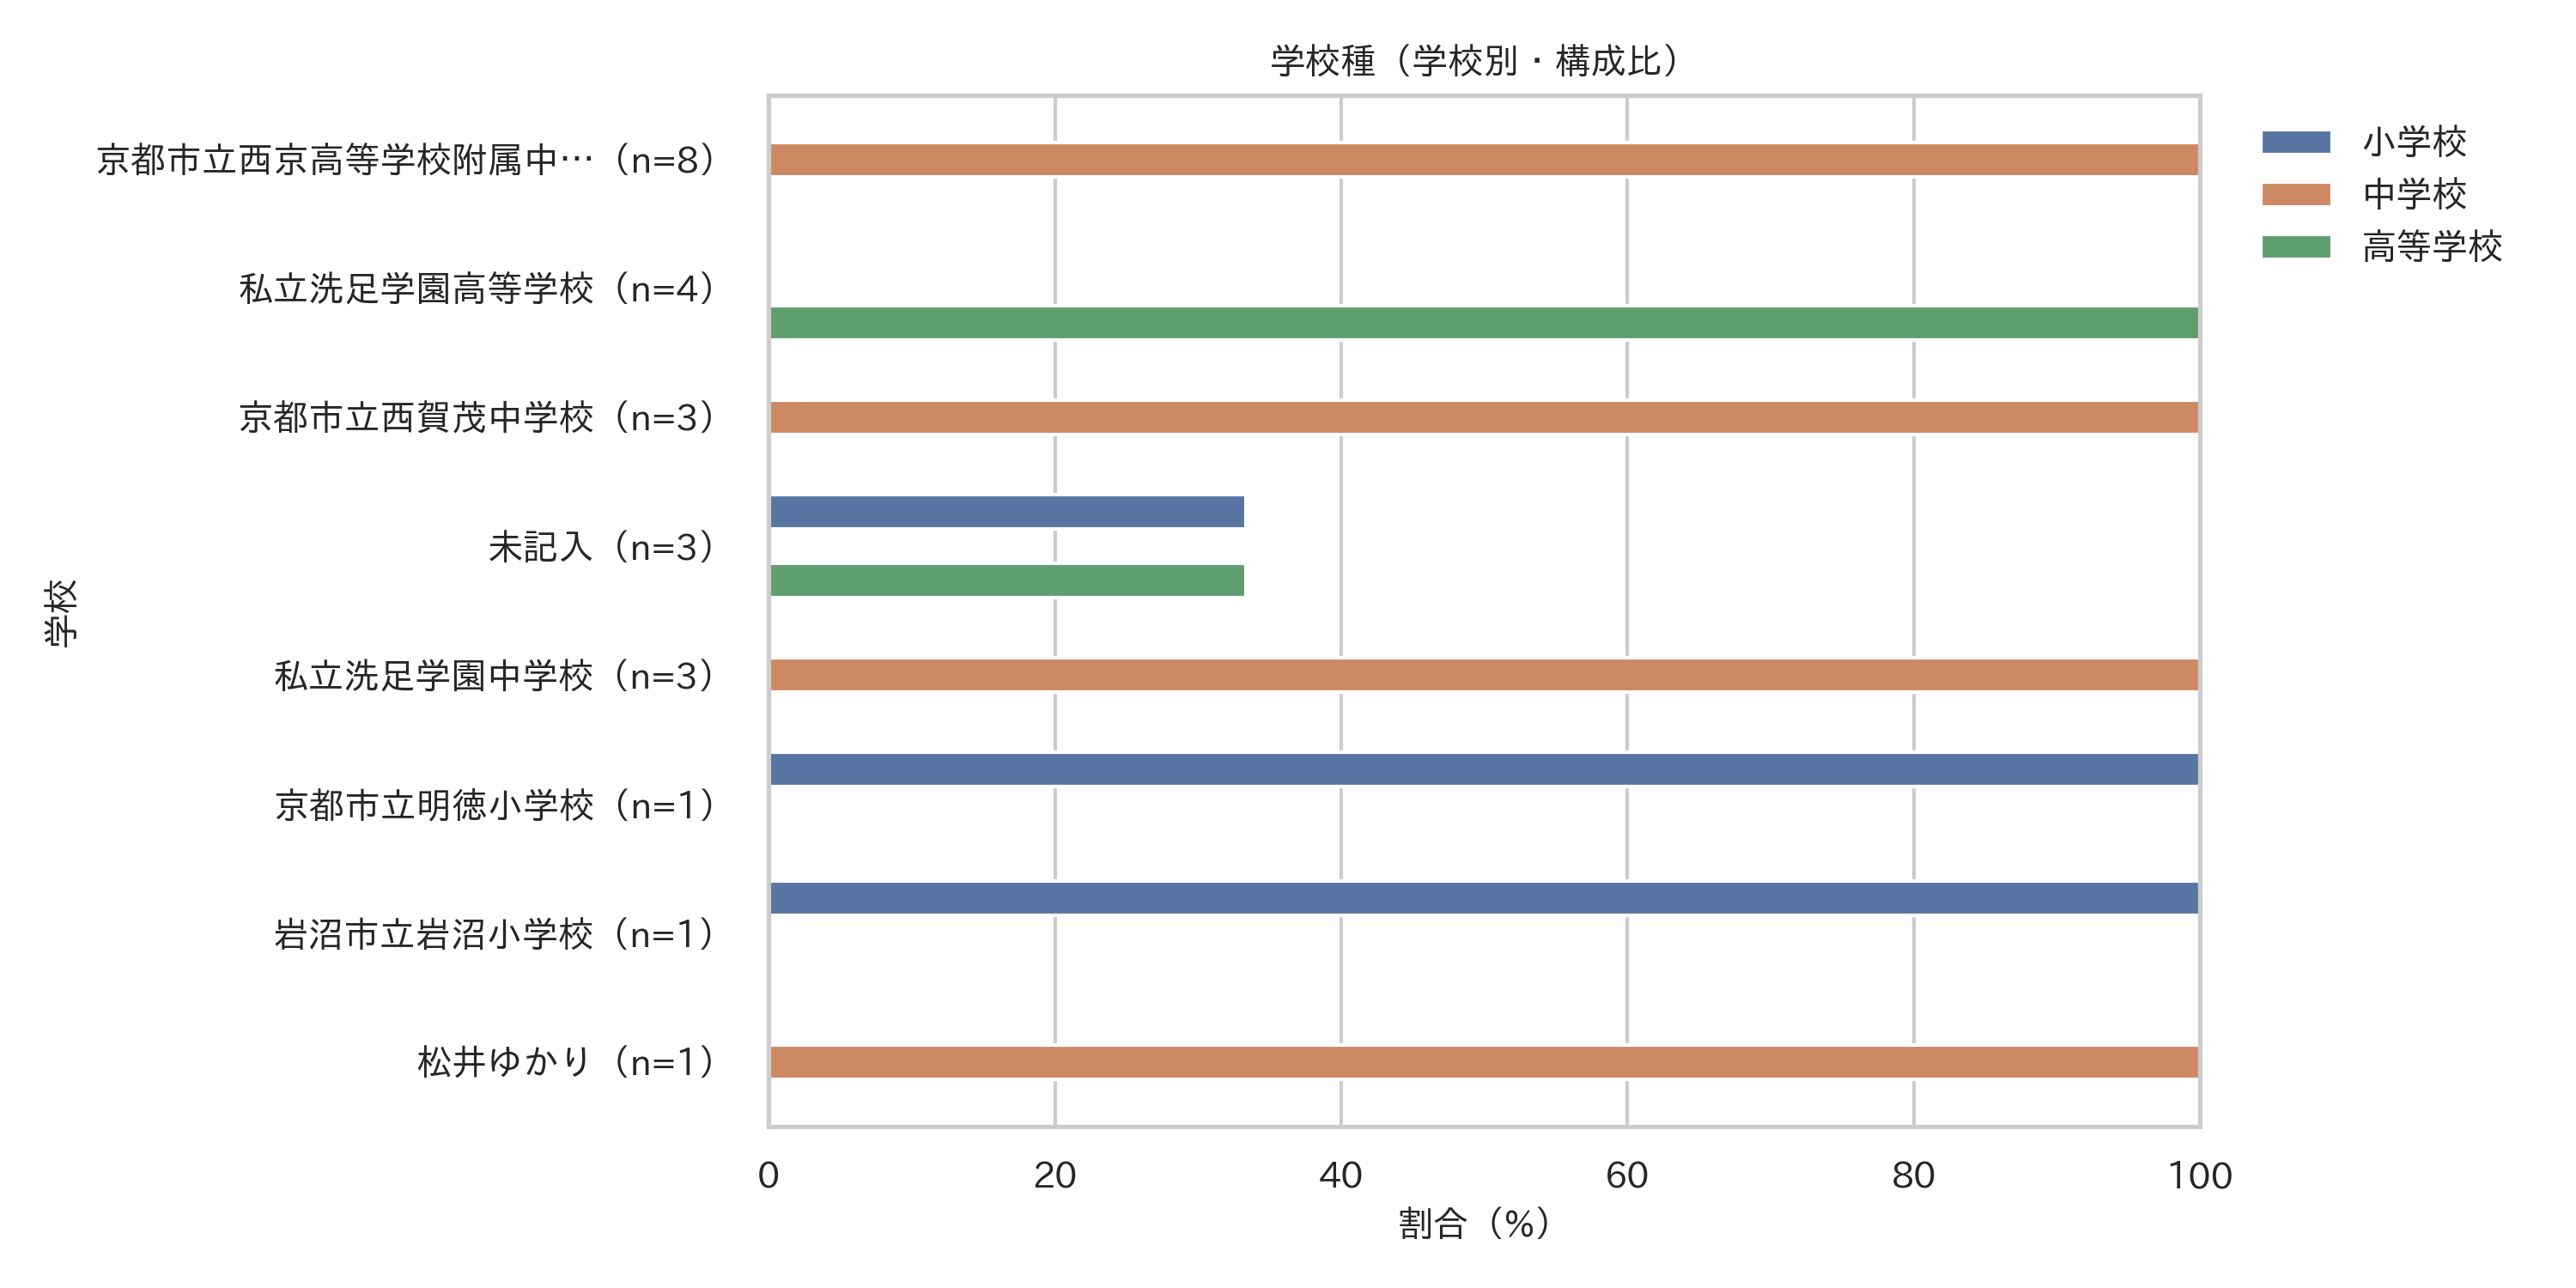 学校種（学校別・構成比）
京都市立西京高等学校附属中…（n=8）
私立洗足学園高等学校（n=4）
京都市立西賀茂中学校（n=3）
未記入（n=3）
私立洗足学園中学校（n=3）
京都市立明徳小学校（n=1）
岩沼市立岩沼小学校（n=1）
松井ゆかり（n=1）
学校
0 20 40 60 80 100
割合（%）
小学校
中学校
高等学校